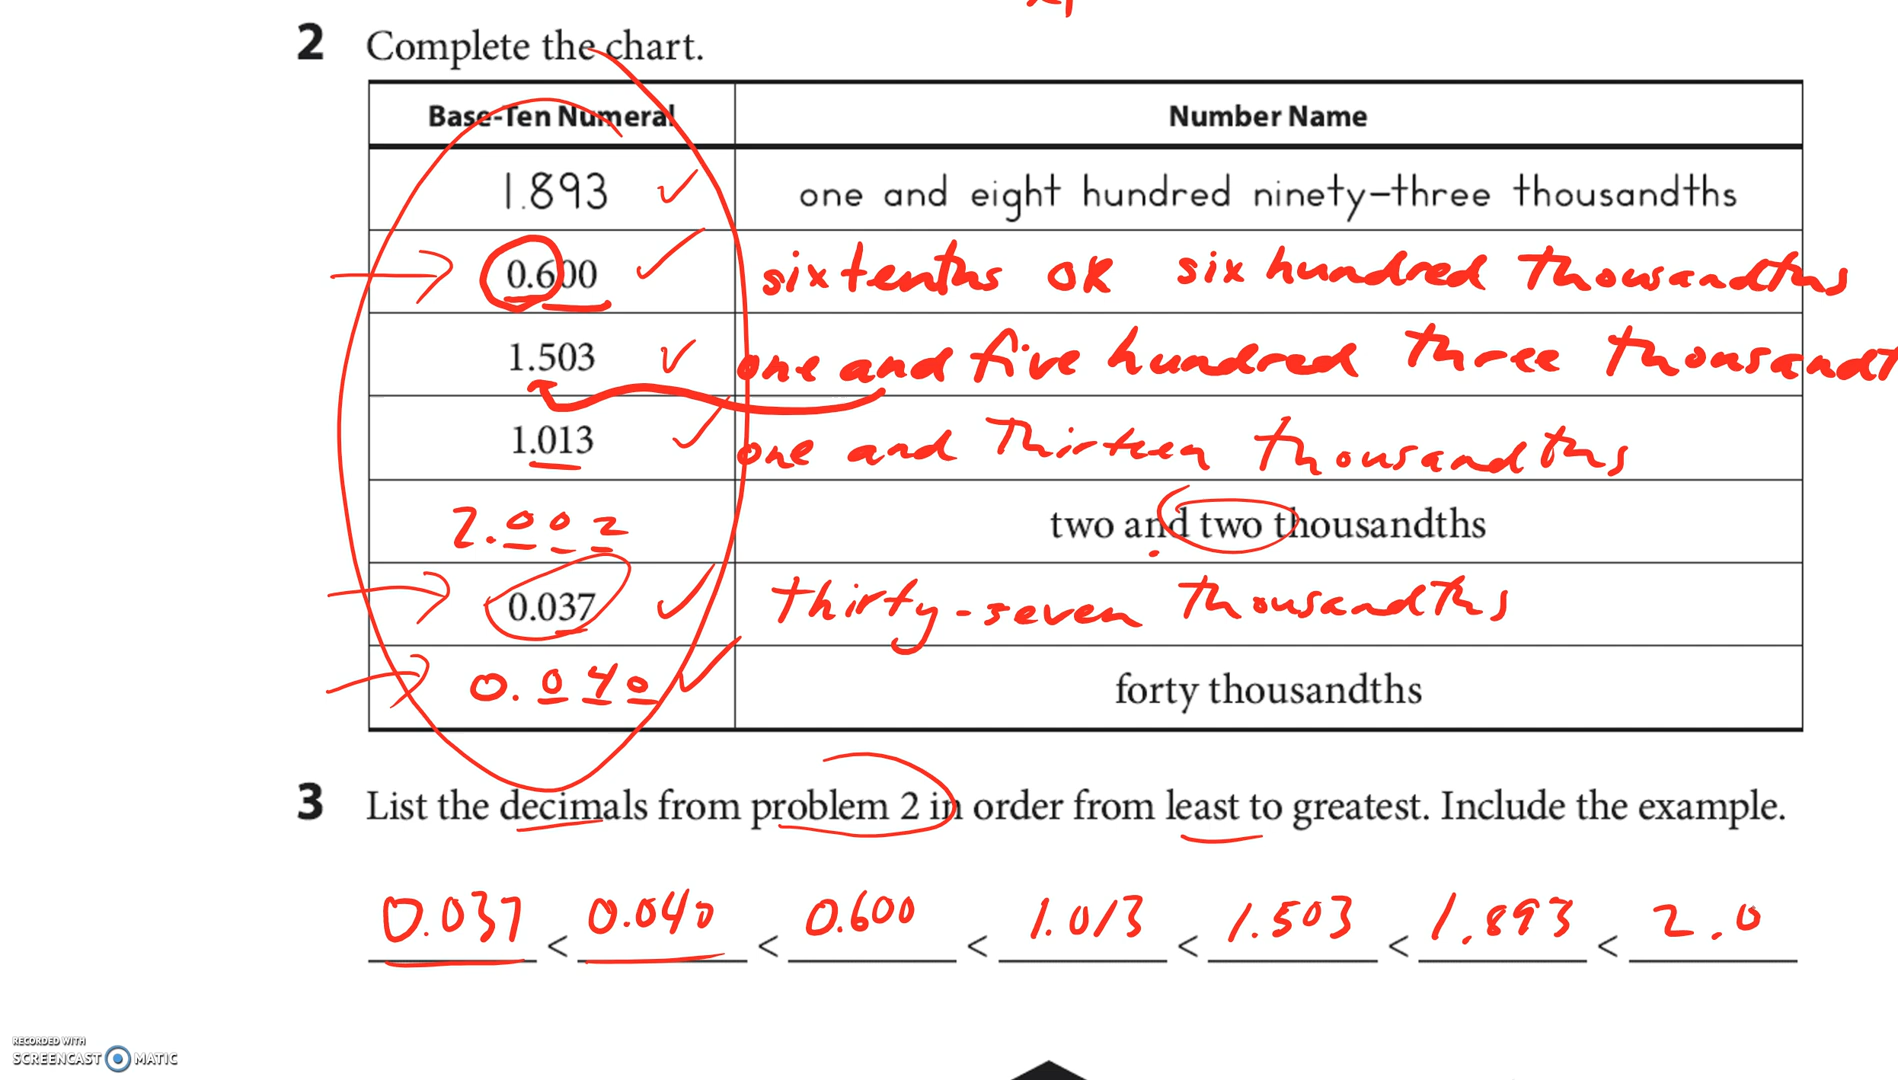 2 Complete the chart.
Base-Ten Numeral Number Name
1.893 one and eight hundred ninety-three thousandths
0.600 six tenths OR six hundred thousandths
1.503 one and five hundred three thousandt
1.013 one and thirteen thousandths
2.002 two and two thousandths
0.037 thirty-seven thousandths
0.040 forty thousandths
3 List the decimals from problem 2 in order from least to greatest. Include the example.
0.037 < 0.040 < 0.600 < 1.013 < 1.503 < 1.893 < 2.0
RECORDED WITH
SCREENCAST MATIC